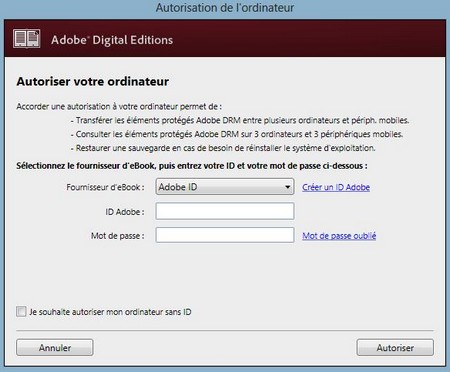 Autorisation de l'ordinateur
Adobe® Digital Editions
Autoriser votre ordinateur
Accorder une autorisation à votre ordinateur permet de :
- Transférer les éléments protégés Adobe DRM entre plusieurs ordinateurs et périph. mobiles.
- Consulter les éléments protégés Adobe DRM sur 3 ordinateurs et 3 périphériques mobiles.
- Restaurer une sauvegarde en cas de besoin de réinstaller le système d'exploitation.
Sélectionnez le fournisseur d'eBook, puis entrez votre ID et votre mot de passe ci-dessous :
Fournisseur d'eBook : Adobe ID Créer un ID Adobe
ID Adobe :
Mot de passe : Mot de passe oublié
Je souhaite autoriser mon ordinateur sans ID
Annuler Autoriser